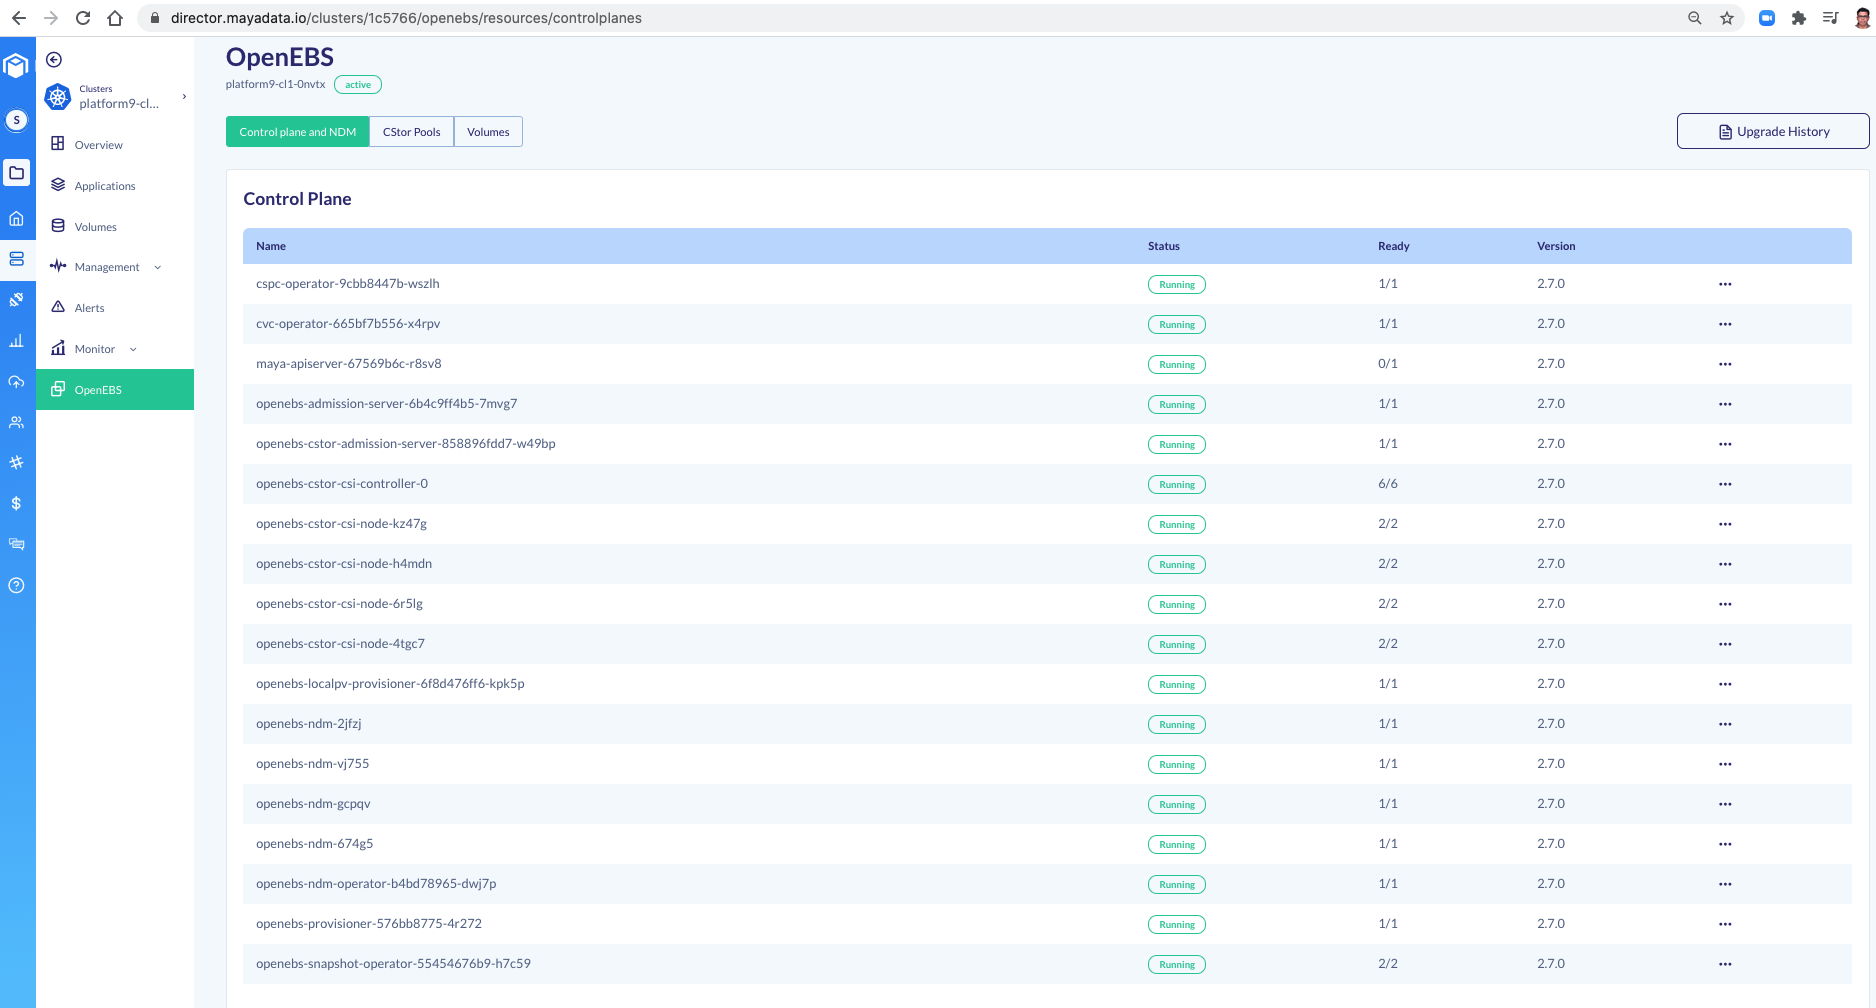 director.mayadata.io/clusters/1c5766/openebs/resources/controlplanes
S
Clusters
platform9-cl...
Overview
Applications
Volumes
Management
Alerts
Monitor
OpenEBS
OpenEBS
platform9-cl1-0nvtx active
Control plane and NDM CStor Pools Volumes
Upgrade History
Control Plane
Name Status Ready Version
cspc-operator-9cbb8447b-wszlh Running 1/1 2.7.0
cvc-operator-665bf7b556-x4rpv Running 1/1 2.7.0
maya-apiserver-67569b6c-r8sv8 Running 0/1 2.7.0
openebs-admission-server-6b4c9ff4b5-7mvg7 Running 1/1 2.7.0
openebs-cstor-admission-server-858896fdd7-w49bp Running 1/1 2.7.0
openebs-cstor-csi-controller-0 Running 6/6 2.7.0
openebs-cstor-csi-node-kz47g Running 2/2 2.7.0
openebs-cstor-csi-node-h4mdn Running 2/2 2.7.0
openebs-cstor-csi-node-6r5lg Running 2/2 2.7.0
openebs-cstor-csi-node-4tgc7 Running 2/2 2.7.0
openebs-localpv-provisioner-6f8d476ff6-kpk5p Running 1/1 2.7.0
openebs-ndm-2jfzj Running 1/1 2.7.0
openebs-ndm-vj755 Running 1/1 2.7.0
openebs-ndm-gcpqv Running 1/1 2.7.0
openebs-ndm-674g5 Running 1/1 2.7.0
openebs-ndm-operator-b4bd78965-dwj7p Running 1/1 2.7.0
openebs-provisioner-576bb8775-4r272 Running 1/1 2.7.0
openebs-snapshot-operator-55454676b9-h7c59 Running 2/2 2.7.0